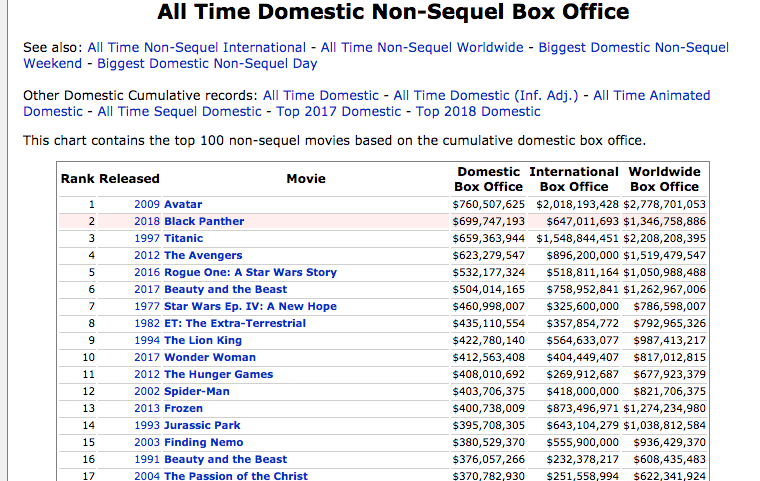 All Time Domestic Non-Sequel Box Office
See also: All Time Non-Sequel International - All Time Non-Sequel Worldwide - Biggest Domestic Non-Sequel
Weekend - Biggest Domestic Non-Sequel Day
Other Domestic Cumulative records: All Time Domestic - All Time Domestic (Inf. Adj.) - All Time Animated
Domestic - All Time Sequel Domestic - Top 2017 Domestic - Top 2018 Domestic
This chart contains the top 100 non-sequel movies based on the cumulative domestic box office.
Rank Released Movie Domestic Box Office International Box Office Worldwide Box Office
1 2009 Avatar $760,507,625 $2,018,193,428 $2,778,701,053
2 2018 Black Panther $699,747,193 $647,011,693 $1,346,758,886
3 1997 Titanic $659,363,944 $1,548,844,451 $2,208,208,395
4 2012 The Avengers $623,279,547 $896,200,000 $1,519,479,547
5 2016 Rogue One: A Star Wars Story $532,177,324 $518,811,164 $1,050,988,488
6 2017 Beauty and the Beast $504,014,165 $758,952,841 $1,262,967,006
7 1977 Star Wars Ep. IV: A New Hope $460,998,007 $325,600,000 $786,598,007
8 1982 ET: The Extra-Terrestrial $435,110,554 $357,854,772 $792,965,326
9 1994 The Lion King $422,780,140 $564,633,077 $987,413,217
10 2017 Wonder Woman $412,563,408 $404,449,407 $817,012,815
11 2012 The Hunger Games $408,010,692 $269,912,687 $677,923,379
12 2002 Spider-Man $403,706,375 $418,000,000 $821,706,375
13 2013 Frozen $400,738,009 $873,496,971 $1,274,234,980
14 1993 Jurassic Park $395,708,305 $643,104,279 $1,038,812,584
15 2003 Finding Nemo $380,529,370 $555,900,000 $936,429,370
16 1991 Beauty and the Beast $376,057,266 $232,378,217 $608,435,483
17 2004 The Passion of the Christ $370,782,930 $251,558,994 $622,341,924